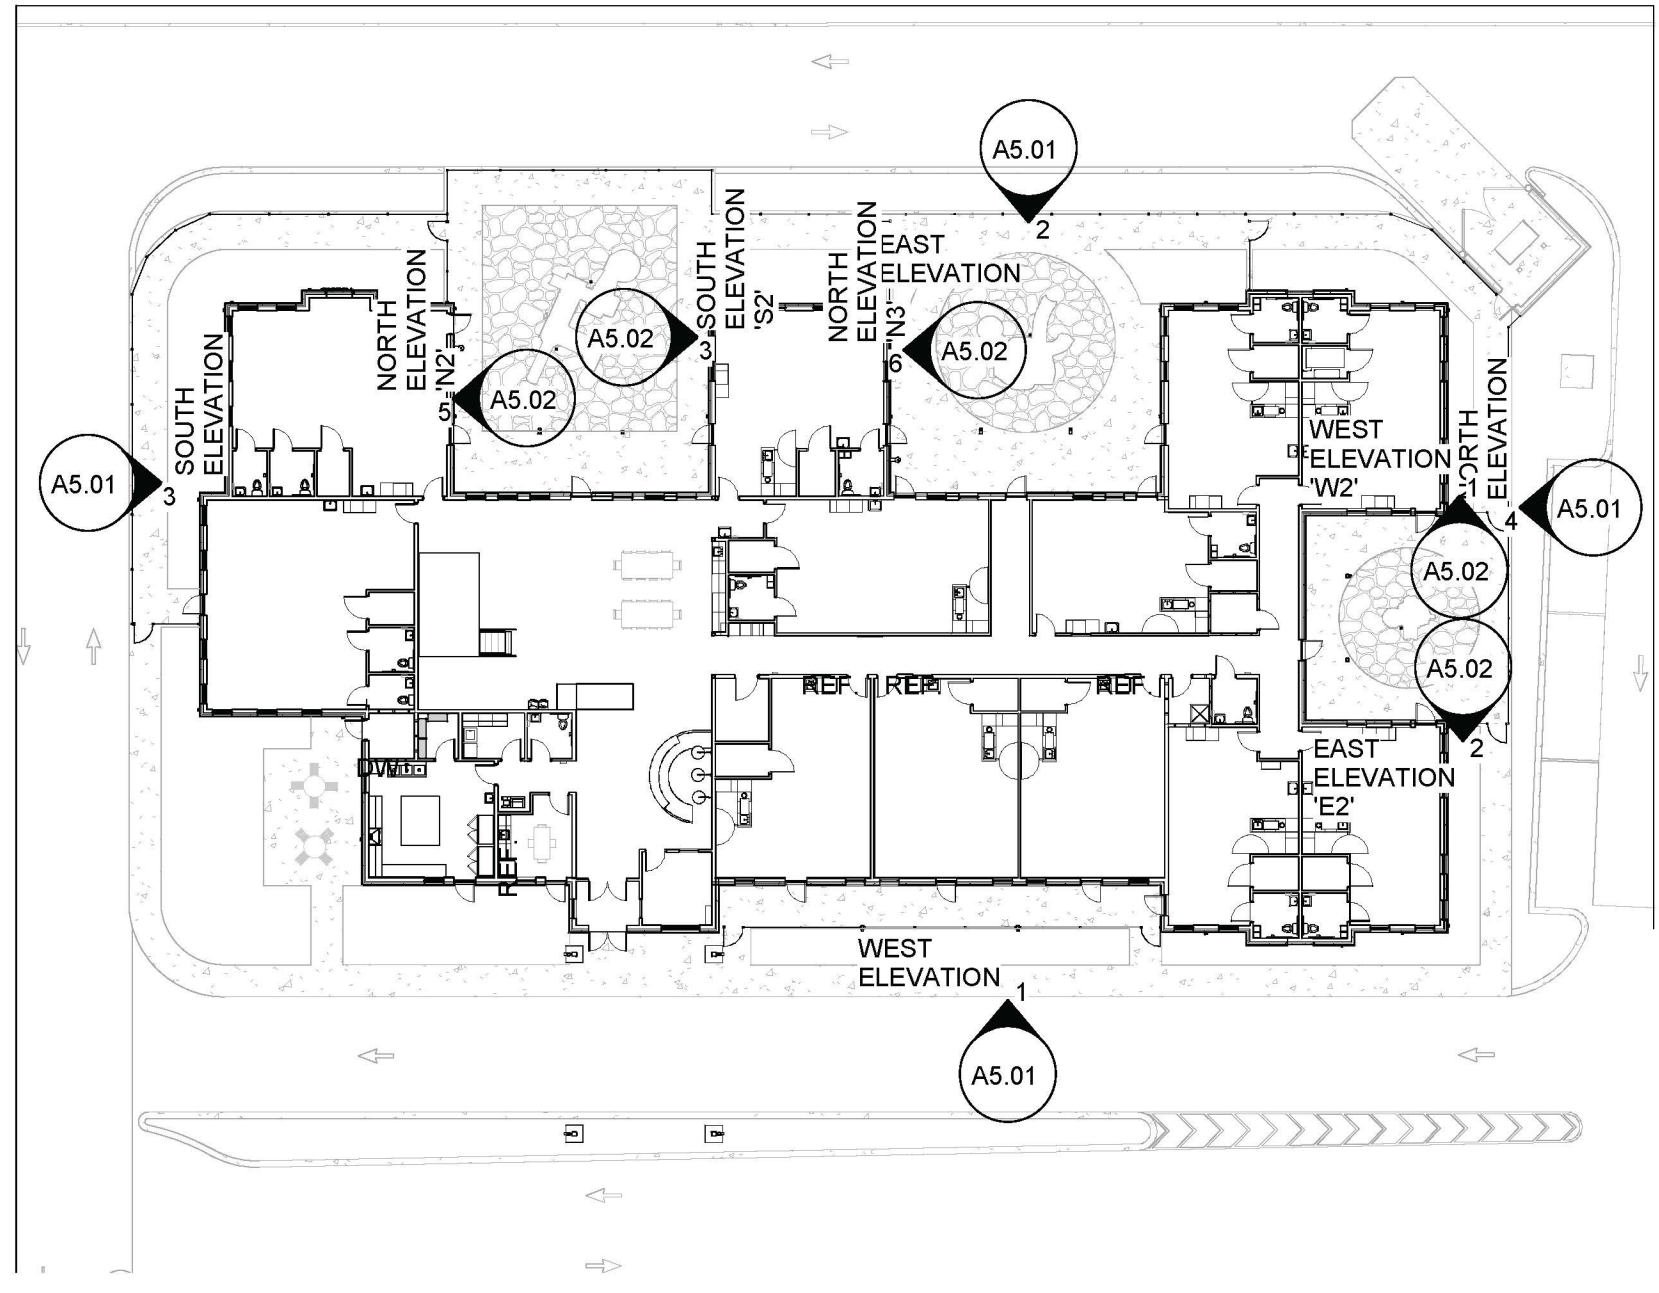 A5.01
2
EAST
ELEVATION
SOUTH
ELEVATION
'S2'
A5.02
3
NORTH
ELEVATION
'N3'
A5.02
6
NORTH
ELEVATION
'N2'
A5.02
5
SOUTH
ELEVATION
A5.01
3
WEST
ELEVATION
'W2'
1
A5.02
NORTH
ELEVATION
A5.01
4
A5.02
2
EAST
ELEVATION
'E2'
REF
REF
REF
DW
WEST
ELEVATION
1
A5.01